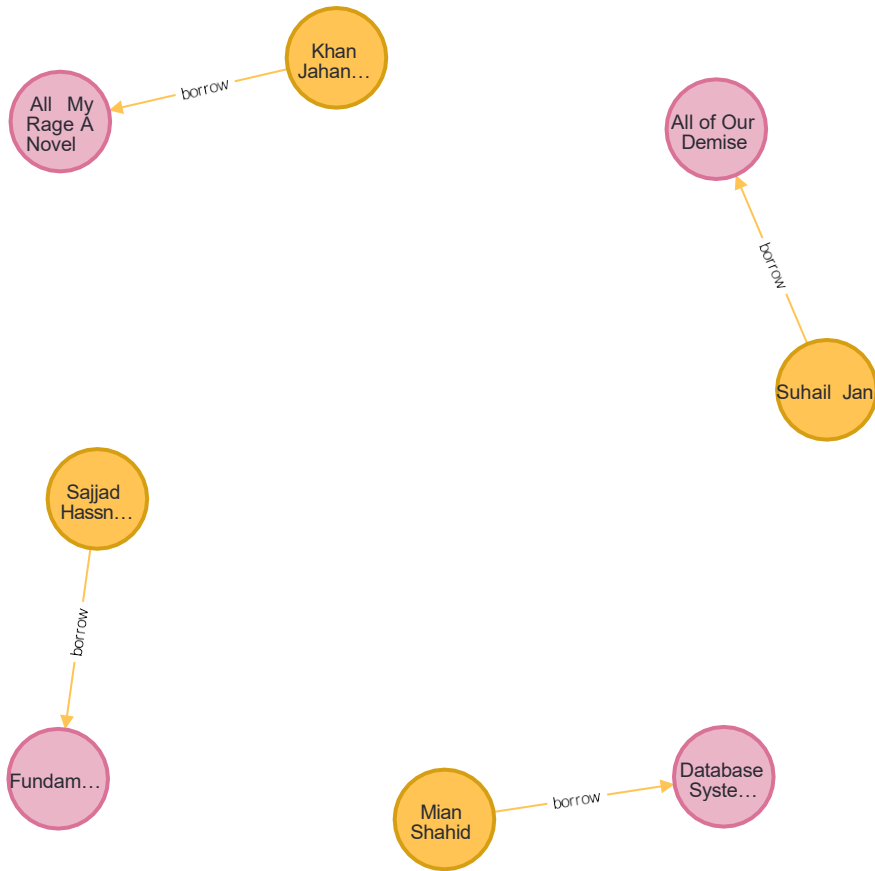 Khan
Jahan…
borrow
All My
Rage A
Novel
All of Our
Demise
borrow
Suhail Jan
Sajjad
Hassn…
borrow
Fundam…
Mian
Shahid
borrow
Database
Syste…